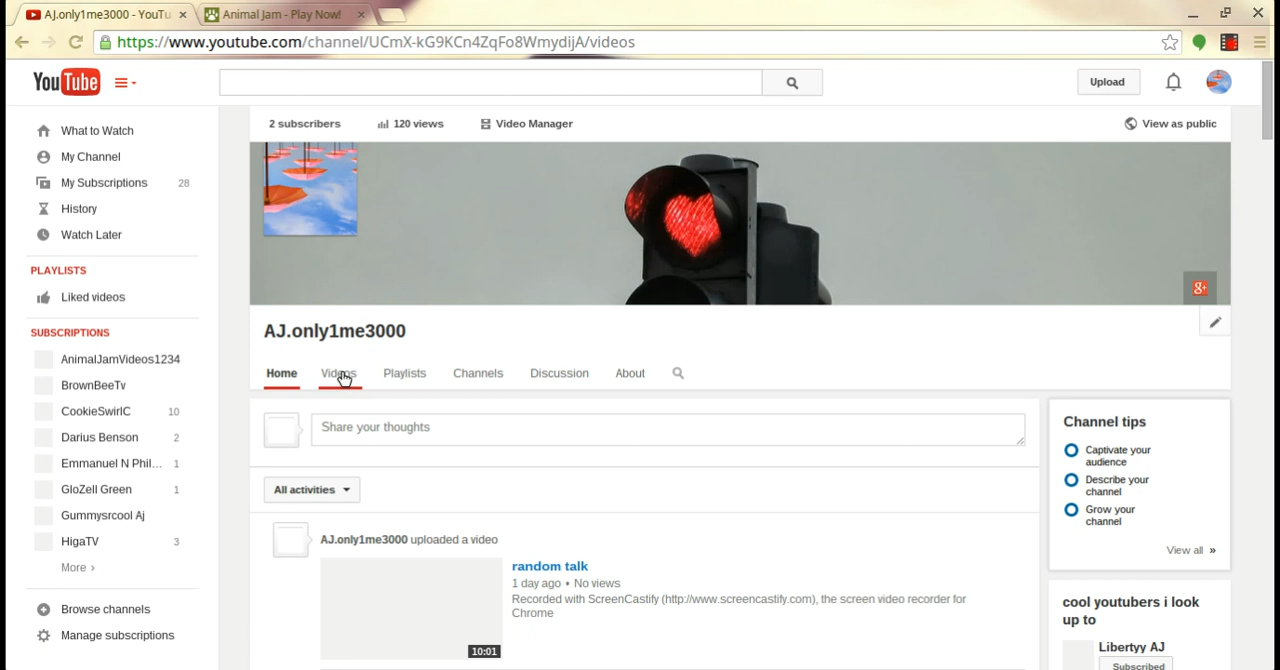 AJ.only1me3000 - YouTu
Animal Jam - Play Now!
https://www.youtube.com/channel/UCmX-kG9KCn4ZqFo8WmydijA/videos
YouTube
Upload
What to Watch
My Channel
My Subscriptions 28
History
Watch Later
PLAYLISTS
Liked videos
SUBSCRIPTIONS
AnimalJamVideos1234
BrownBeeTv
CookieSwirlC 10
Darius Benson 2
Emmanuel N Phil... 1
GloZell Green 1
Gummysrcool Aj
HigaTV 3
More ›
Browse channels
Manage subscriptions
2 subscribers 120 views Video Manager View as public
g+
AJ.only1me3000
Home Videos Playlists Channels Discussion About
Share your thoughts
All activities
AJ.only1me3000 uploaded a video
random talk
1 day ago • No views
Recorded with ScreenCastify (http://www.screencastify.com), the screen video recorder for
Chrome
10:01
Channel tips
Captivate your
audience
Describe your
channel
Grow your
channel
View all »
cool youtubers i look
up to
Libertyy AJ
Subscribed